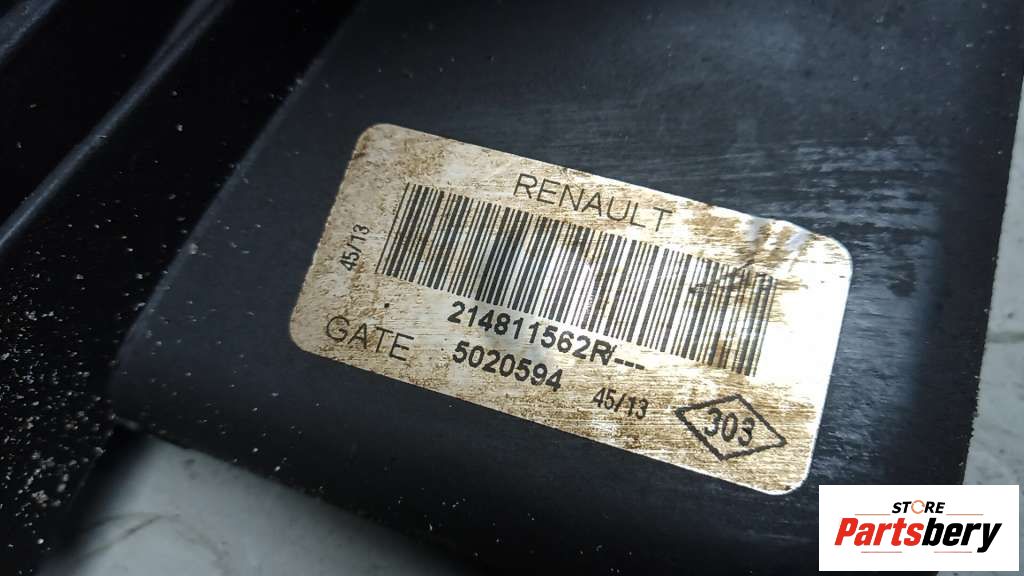 RENAULT
45/13
214811562R/---
GATE 5020594 45/13 303
STORE
Partsbery